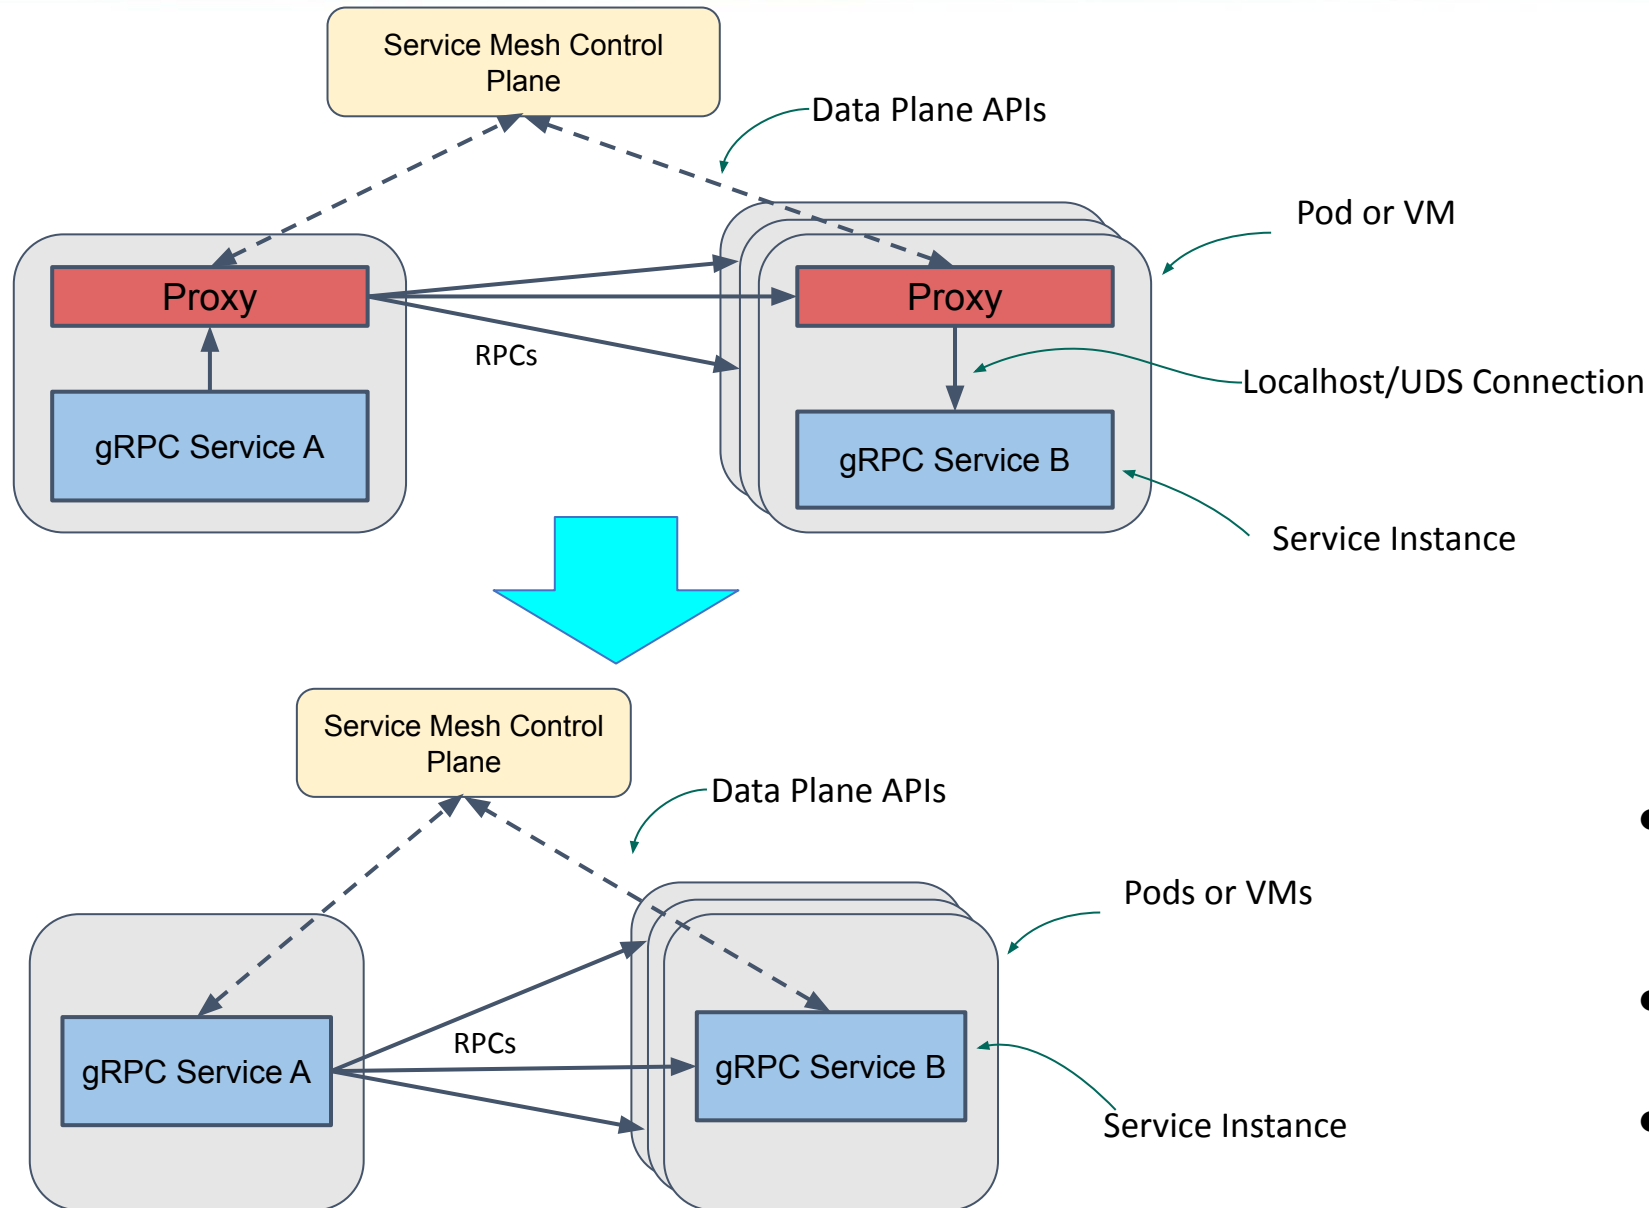 Service Mesh Control
Plane
Data Plane APIs
Pod or VM
Proxy
Proxy
RPCs
Localhost/UDS Connection
gRPC Service A
gRPC Service B
Service Instance
Service Mesh Control
Plane
Data Plane APIs
Pods or VMs
RPCs
gRPC Service A
gRPC Service B
Service Instance